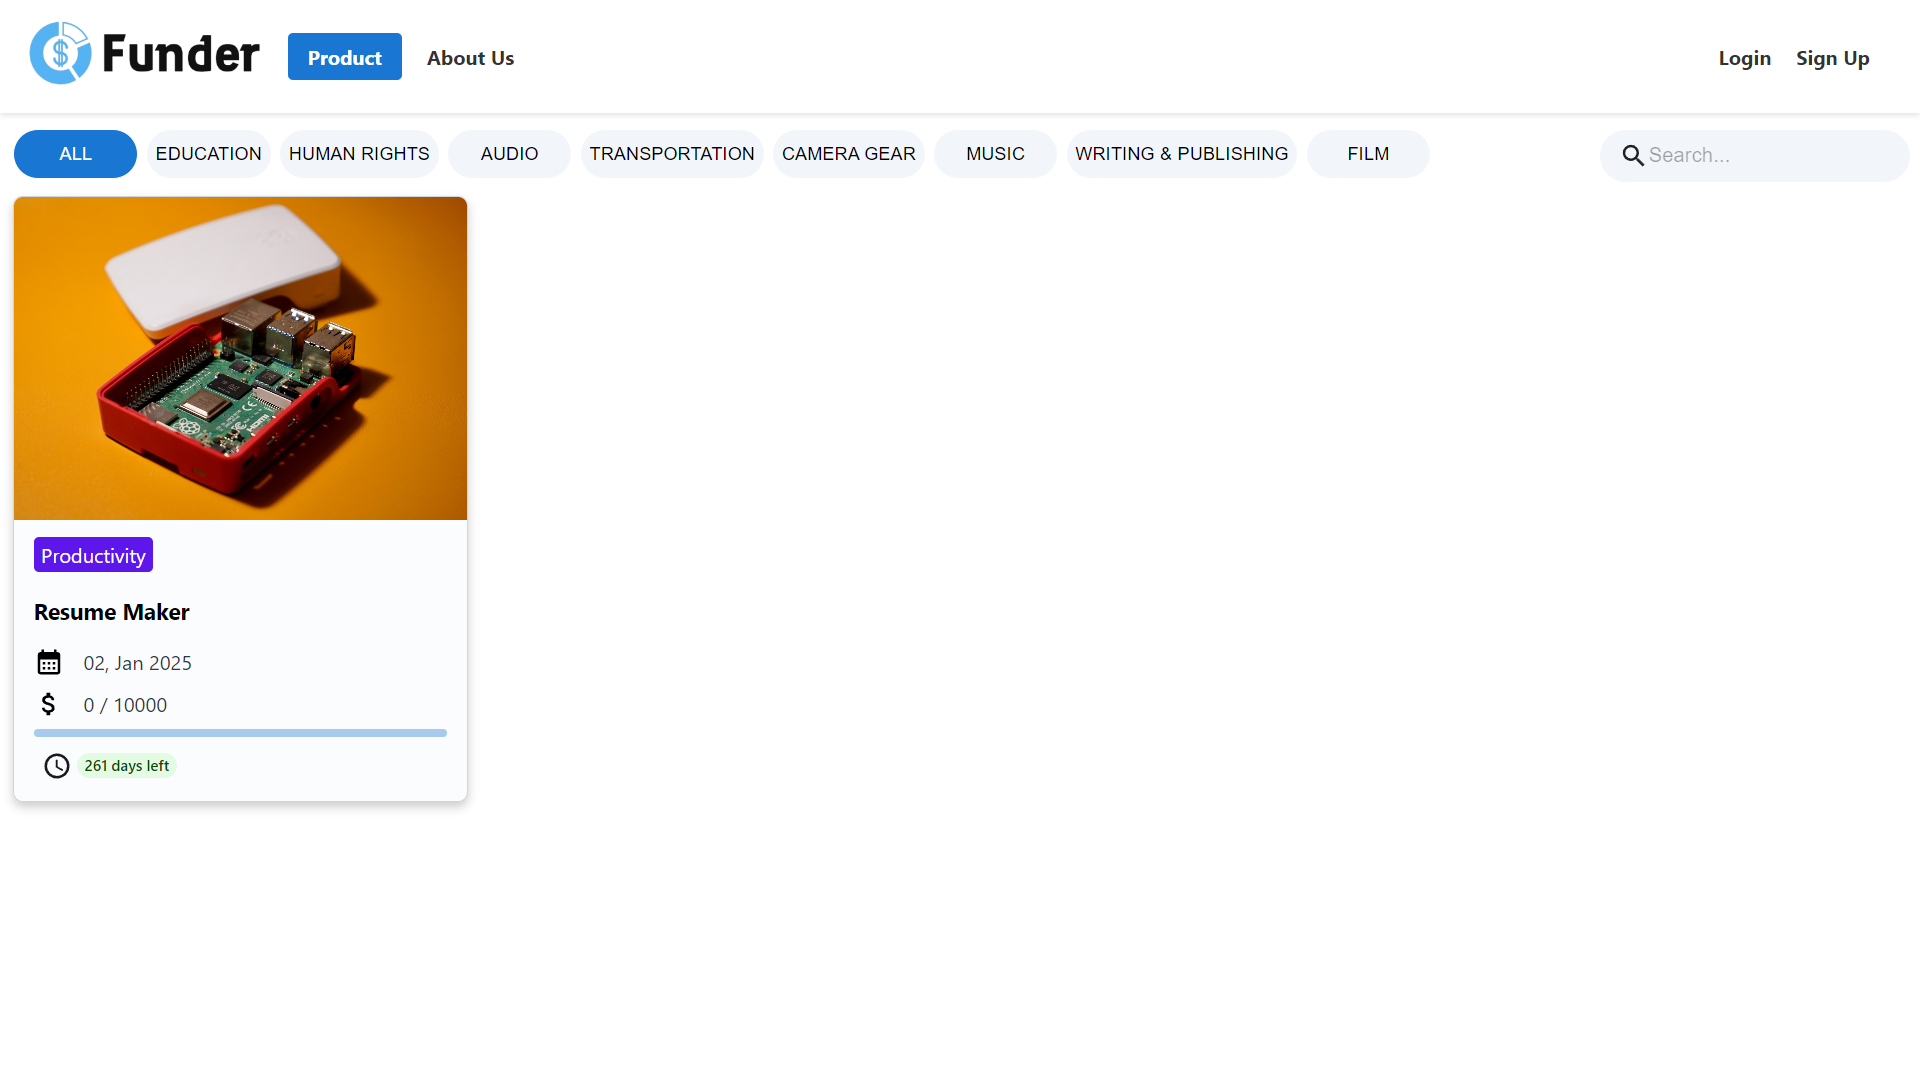 $ Funder Product About Us Login Sign Up
ALL EDUCATION HUMAN RIGHTS AUDIO TRANSPORTATION CAMERA GEAR MUSIC WRITING & PUBLISHING FILM Search...
HDMI
Productivity
Resume Maker
02, Jan 2025
$ 0 / 10000
261 days left